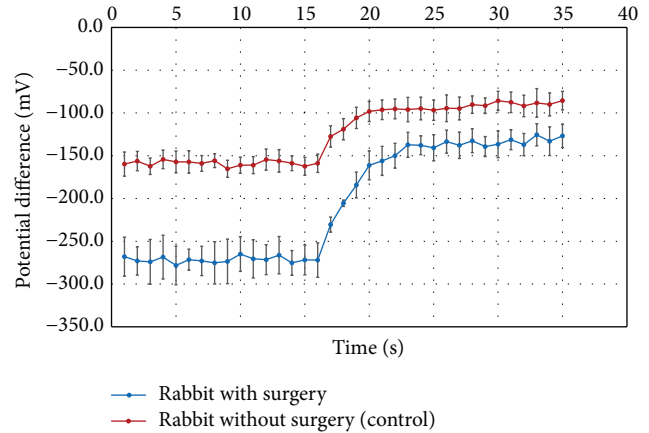 0 5 10 15 20 25 30 35 40
0.0
−50.0
−100.0
−150.0
−200.0
−250.0
−300.0
−350.0
Potential difference (mV)
Time (s)
Rabbit with surgery
Rabbit without surgery (control)